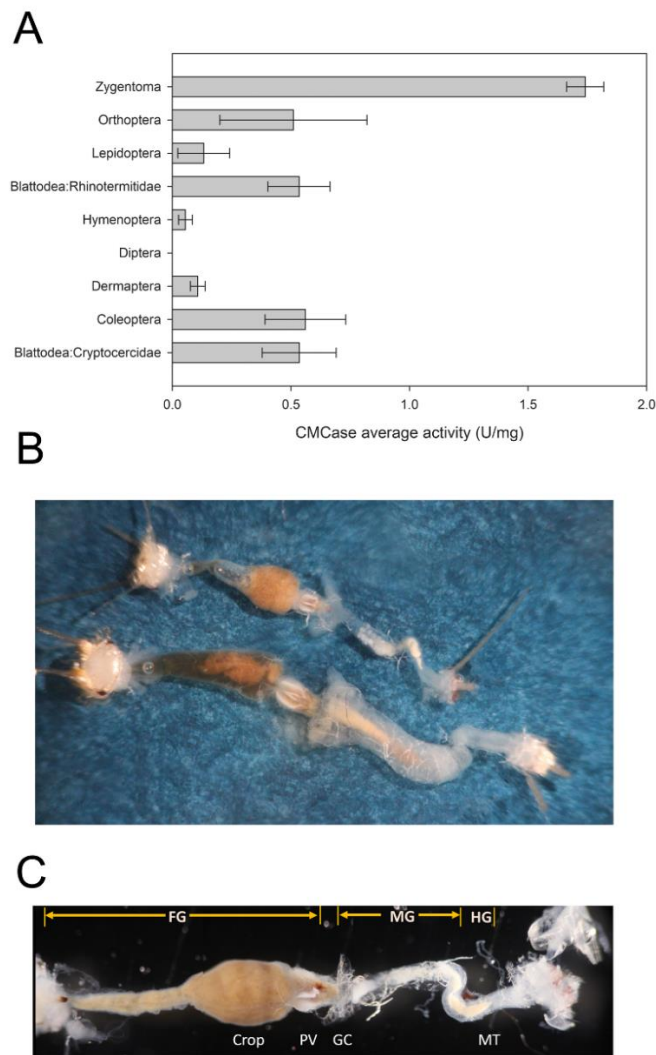 A
Zygentoma
Orthoptera
Lepidoptera
Blattodea:Rhinotermitidae
Hymenoptera
Diptera
Dermaptera
Coleoptera
Blattodea:Cryptocercidae
0.0 0.5 1.0 1.5 2.0
CMCase average activity (U/mg)
B
C
FG MG HG
Crop PV GC MT